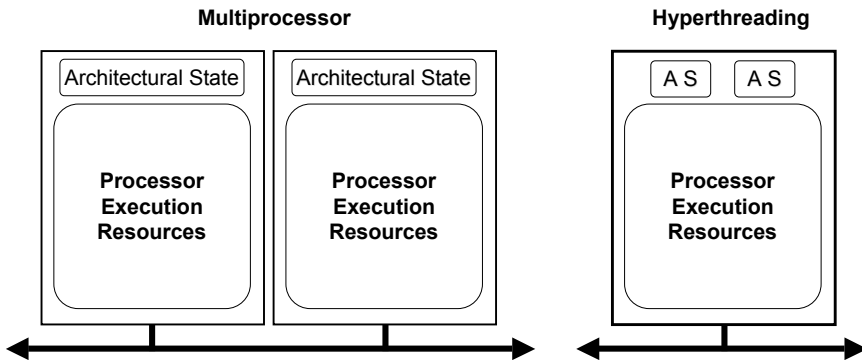 Multiprocessor
Hyperthreading
Architectural State
Architectural State
A S
A S
Processor
Execution
Resources
Processor
Execution
Resources
Processor
Execution
Resources